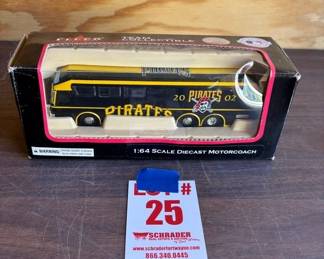 FLEER
TEAM
COLLECTIBLE
PIRATES
20 02
PIRATES
WARNING:
1:64 SCALE DIECAST MOTORCOACH
LOT #
25
SCHRADER
schraderfortwayne.com
866.340.0445